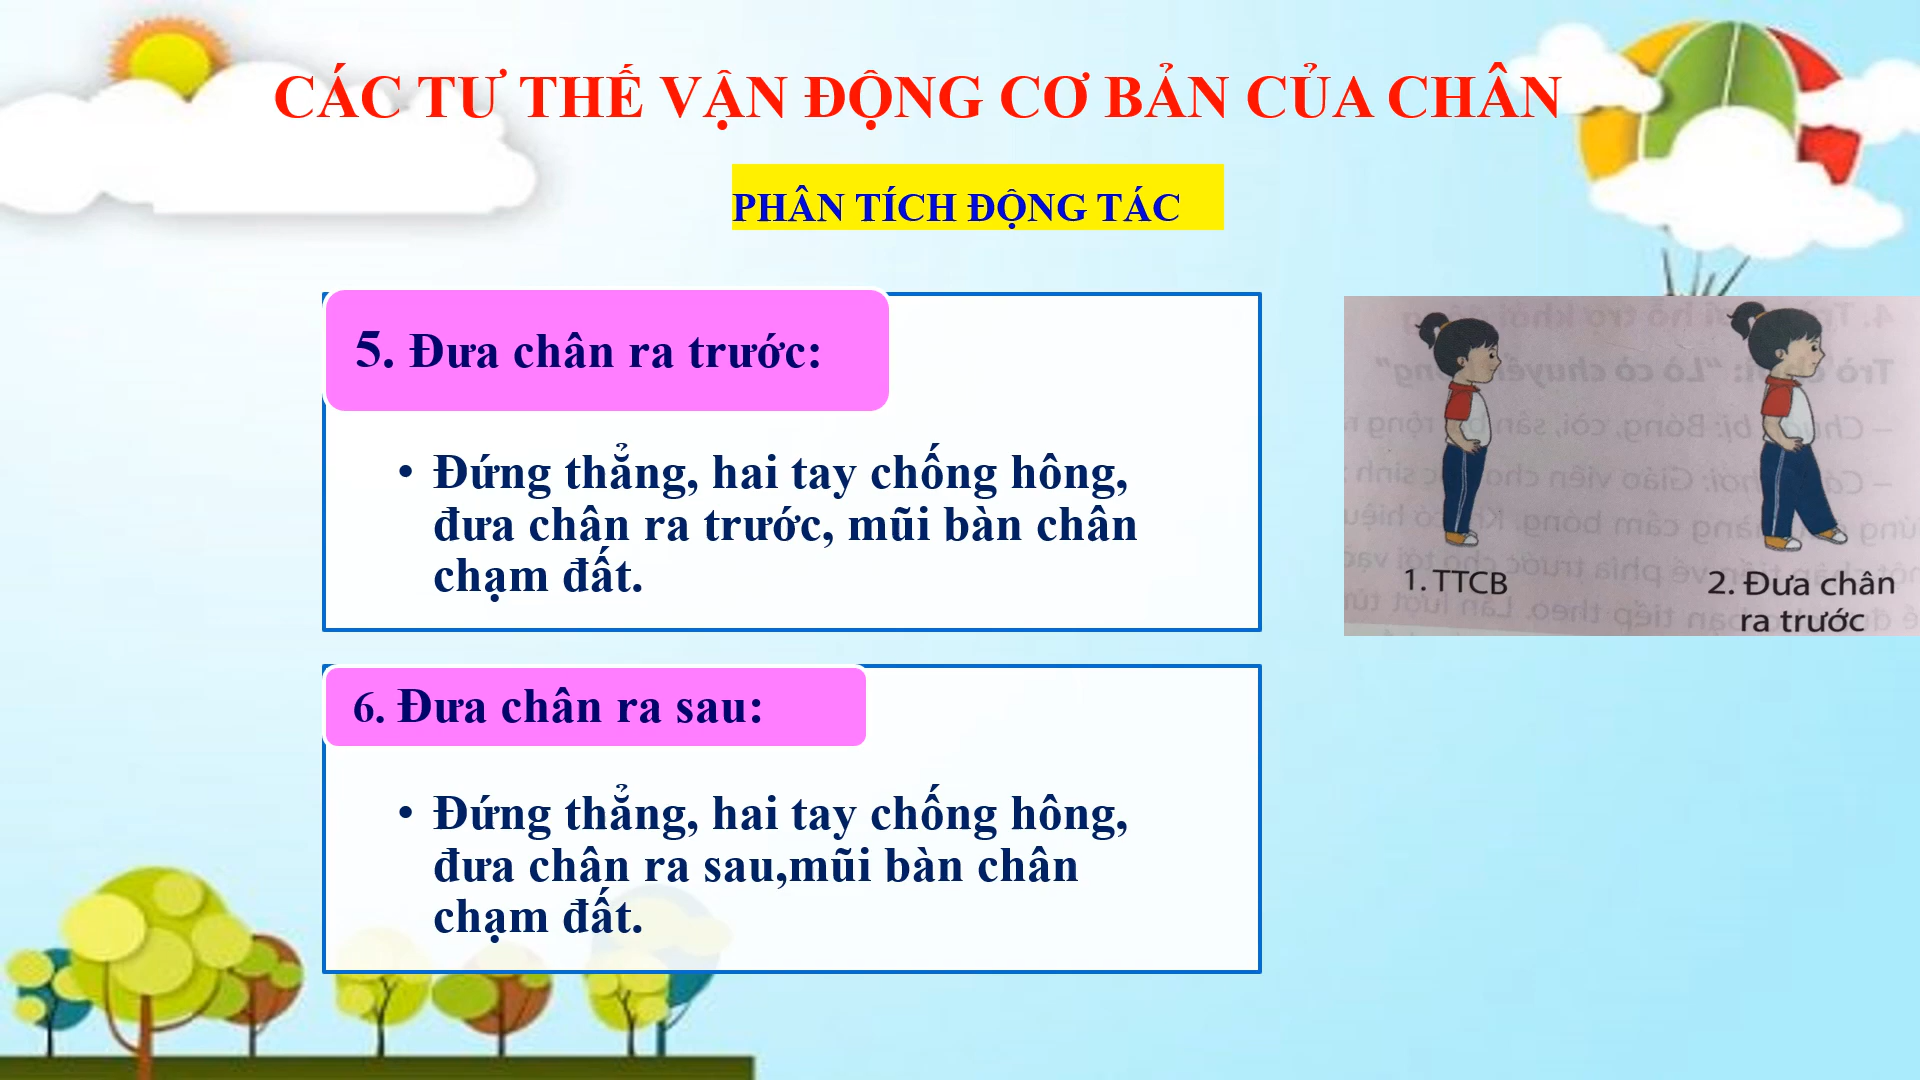 CÁC TƯ THẾ VẬN ĐỘNG CƠ BẢN CỦA CHÂN
PHÂN TÍCH ĐỘNG TÁC
5. Đưa chân ra trước:
• Đứng thẳng, hai tay chống hông,
đưa chân ra trước, mũi bàn chân
chạm đất.
1. TTCB
2. Đưa chân
ra trước
6. Đưa chân ra sau:
• Đứng thẳng, hai tay chống hông,
đưa chân ra sau,mũi bàn chân
chạm đất.